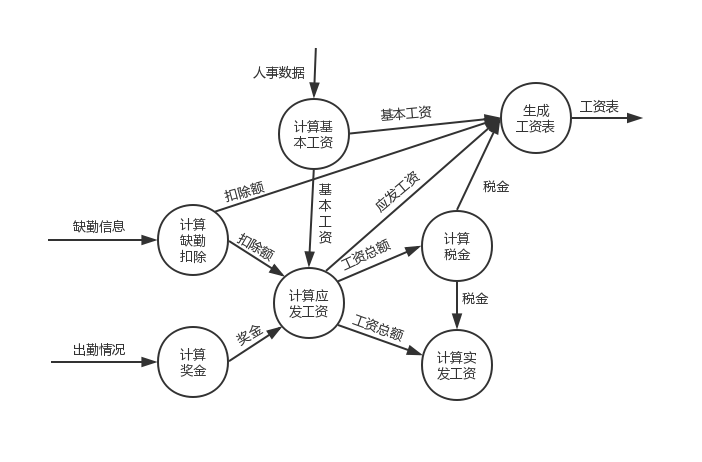 人事数据
计算基
本工资
基本工资
生成
工资表
工资表
扣除额
基
本
工
资
应发工资
税金
缺勤信息
计算
缺勤
扣除
扣除额
工资总额
计算
税金
计算应
发工资
税金
出勤情况
计算
奖金
奖金
工资总额
计算实
发工资